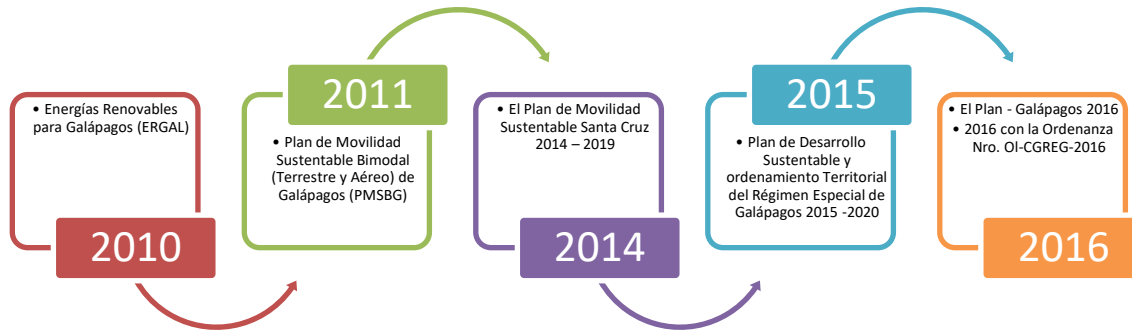 • Energías Renovables
para Galápagos (ERGAL)
2010
2011
• Plan de Movilidad
Sustentable Bimodal
(Terrestre y Aéreo) de
Galápagos (PMSBG)
• El Plan de Movilidad
Sustentable Santa Cruz
2014 – 2019
2014
2015
• Plan de Desarrollo
Sustentable y
ordenamiento Territorial
del Régimen Especial de
Galápagos 2015 -2020
• El Plan - Galápagos 2016
• 2016 con la Ordenanza
Nro. Ol-CGREG-2016
2016